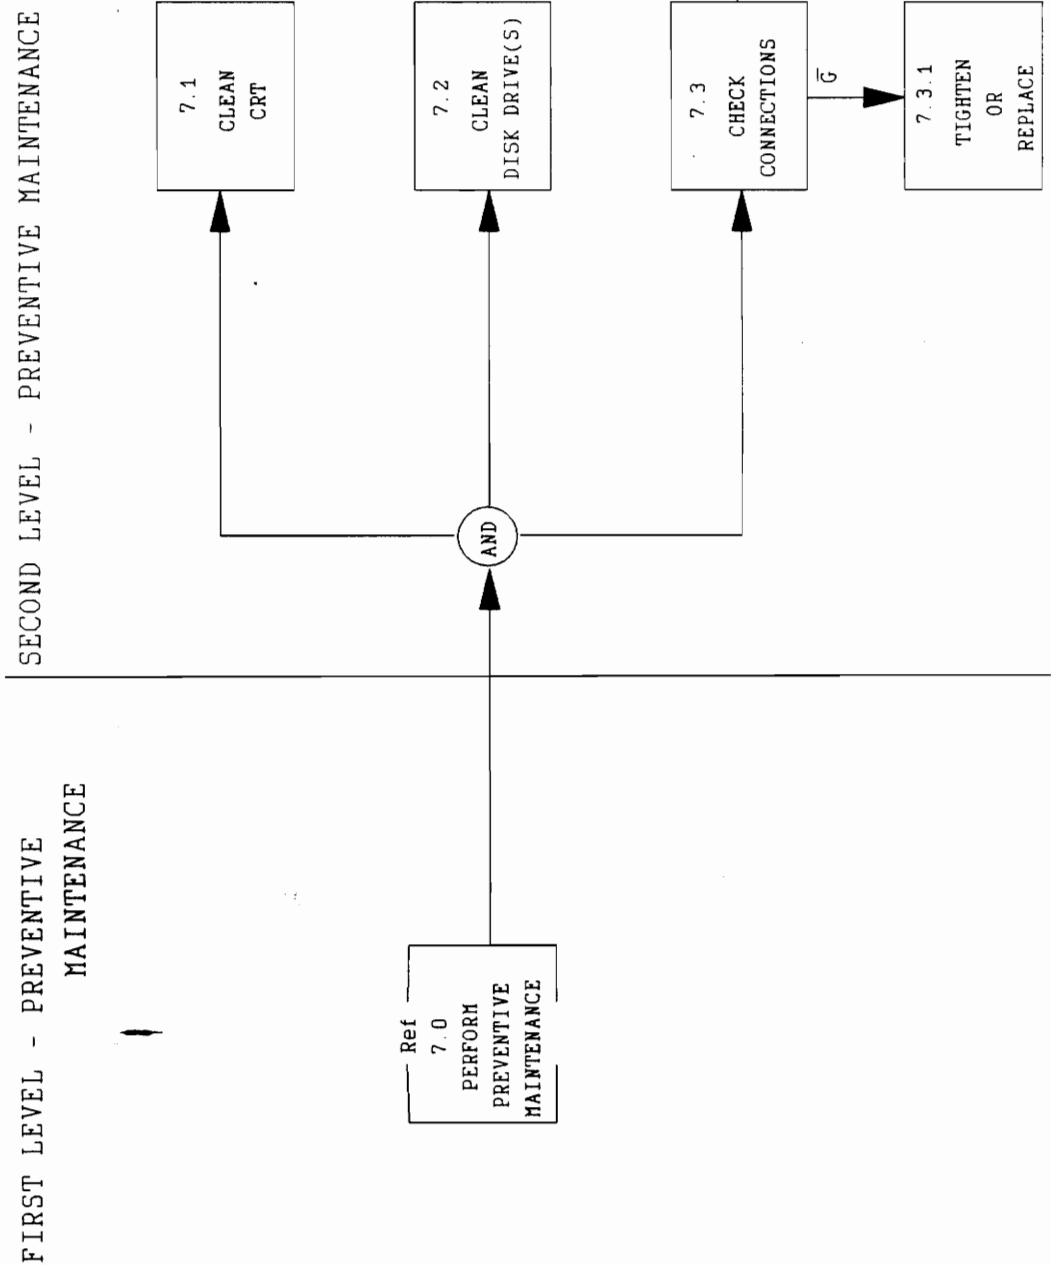 FIRST LEVEL - PREVENTIVE
MAINTENANCE
SECOND LEVEL - PREVENTIVE MAINTENANCE
Ref
7.0
PERFORM
PREVENTIVE
MAINTENANCE
AND
7.1
CLEAN
CRT
7.2
CLEAN
DISK DRIVE(S)
7.3
CHECK
CONNECTIONS
G̅
7.3.1
TIGHTEN
OR
REPLACE